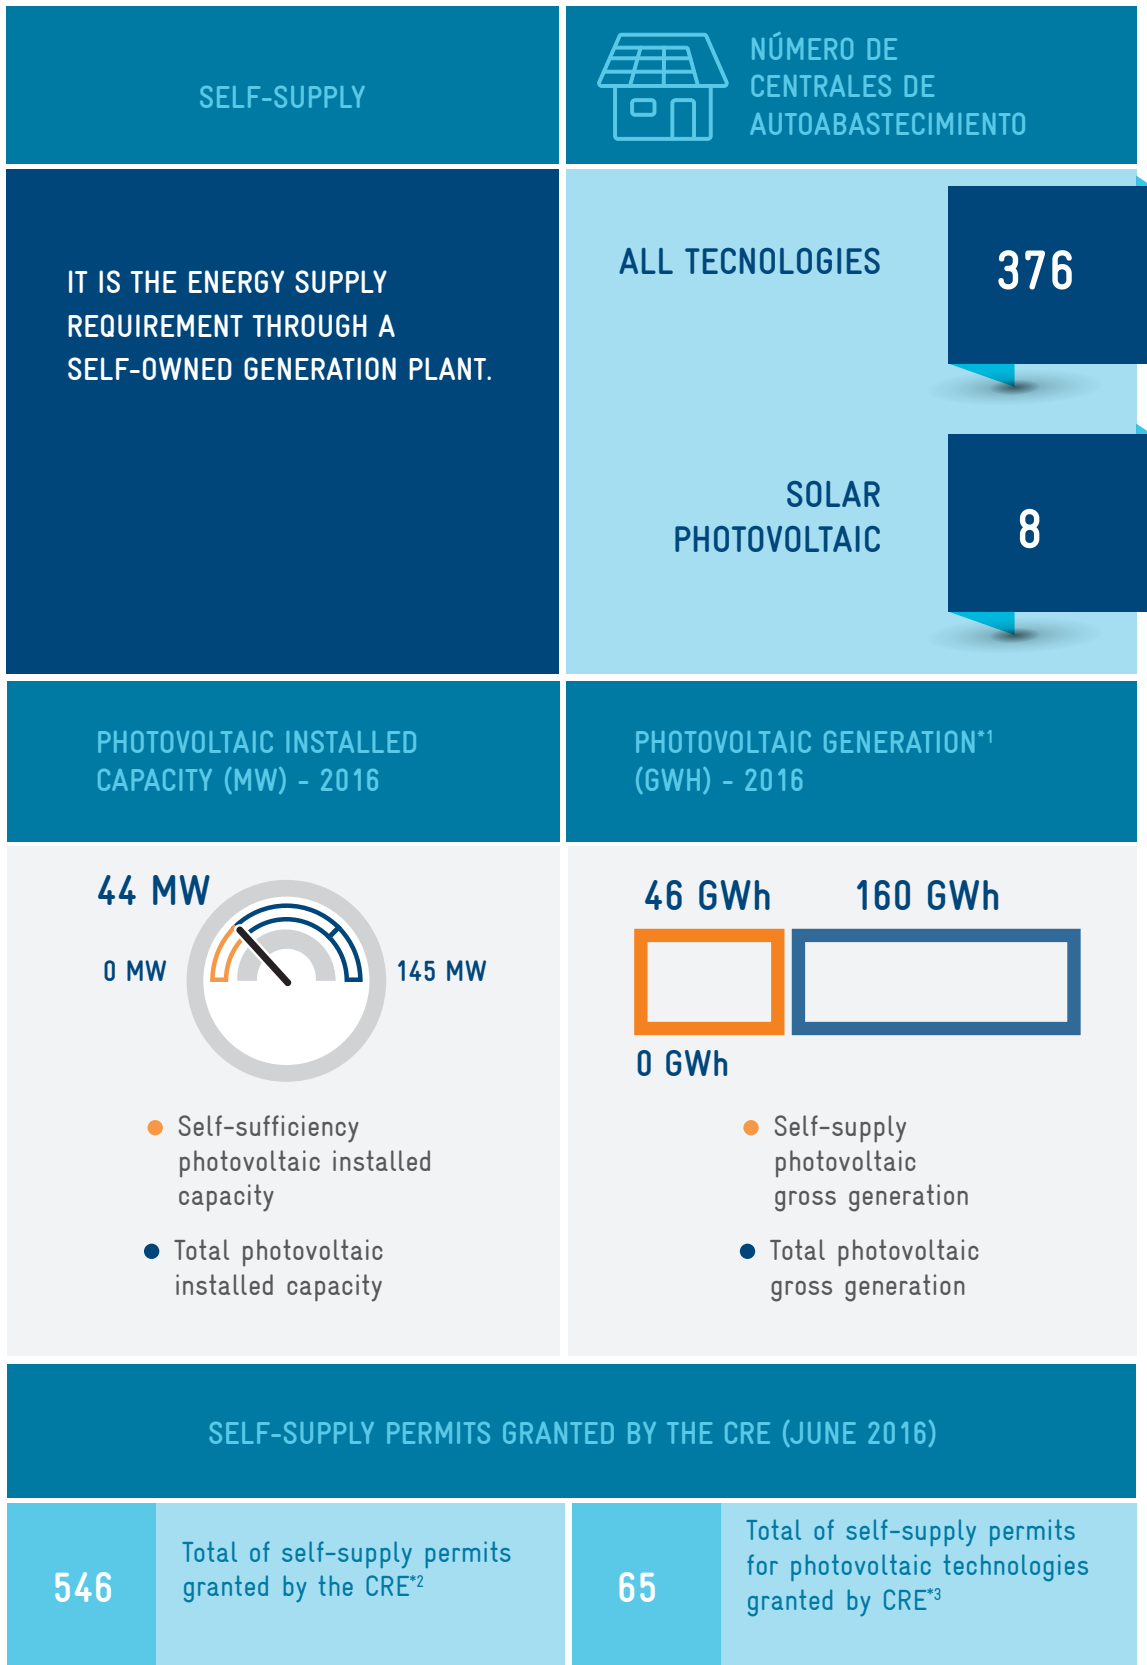 SELF-SUPPLY
NÚMERO DE
CENTRALES DE
AUTOABASTECIMIENTO
IT IS THE ENERGY SUPPLY
REQUIREMENT THROUGH A
SELF-OWNED GENERATION PLANT.
ALL TECNOLOGIES
376
SOLAR
PHOTOVOLTAIC
8
PHOTOVOLTAIC INSTALLED
CAPACITY (MW) - 2016
PHOTOVOLTAIC GENERATION*1
(GWH) - 2016
44 MW
0 MW
145 MW
Self-sufficiency
photovoltaic installed
capacity
Total photovoltaic
installed capacity
46 GWh
160 GWh
0 GWh
Self-supply
photovoltaic
gross generation
Total photovoltaic
gross generation
SELF-SUPPLY PERMITS GRANTED BY THE CRE (JUNE 2016)
546
Total of self-supply permits
granted by the CRE*2
65
Total of self-supply permits
for photovoltaic technologies
granted by CRE*3